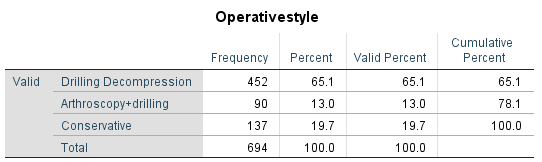 Operativestyle
Frequency Percent Valid Percent Cumulative Percent
Valid Drilling Decompression 452 65.1 65.1 65.1
Arthroscopy+drilling 90 13.0 13.0 78.1
Conservative 137 19.7 19.7 100.0
Total 694 100.0 100.0